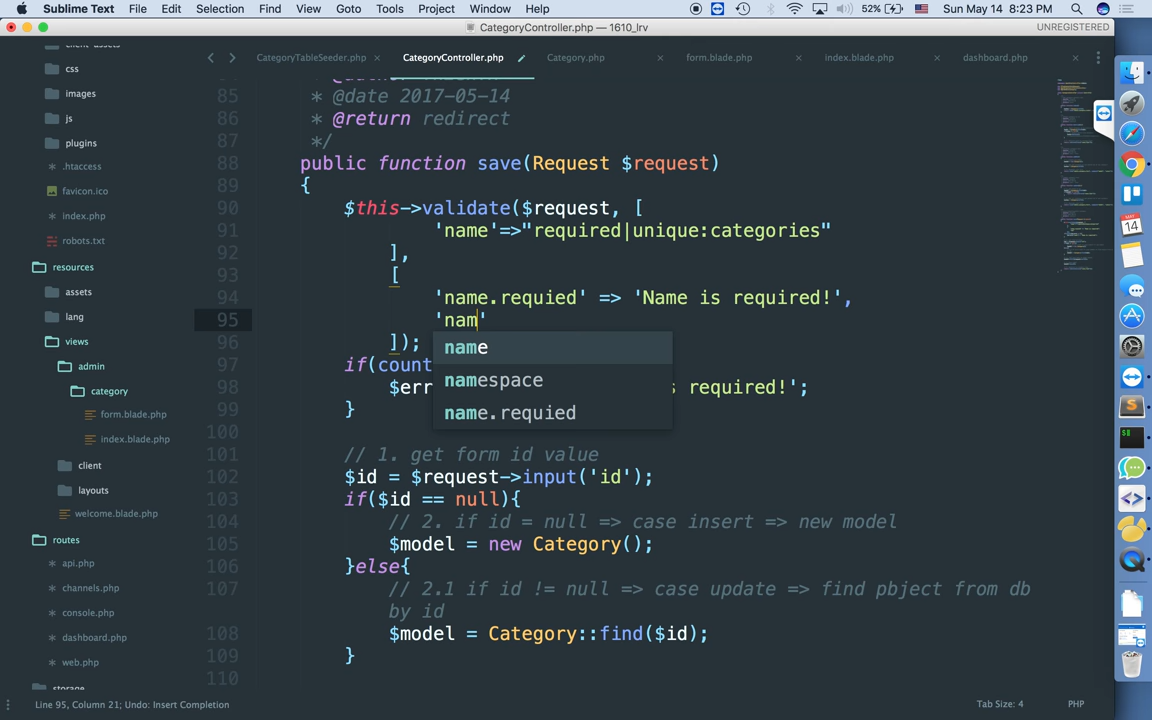 Sublime Text File Edit Selection Find View Goto Tools Project Window Help 52% Sun May 14 8:23 PM
CategoryController.php — 1610_lrv UNREGISTERED
CategoryTableSeeder.php × CategoryController.php Category.php × form.blade.php × index.blade.php × dashboard.php ×
client-assets
css
images
js
plugins
.htaccess
favicon.ico
index.php
robots.txt
resources
assets
lang
views
admin
category
form.blade.php
index.blade.php
client
layouts
welcome.blade.php
routes
api.php
channels.php
console.php
dashboard.php
web.php
storage
85 * @date 2017-05-14
86 * @return redirect
87 */
88 public function save(Request $request)
89 {
90 $this->validate($request, [
91 'name'=>"required|unique:categories"
92 ],
93 [
94 'name.requied' => 'Name is required!',
95 'nam'
96 ]);
97 if(count
98 $err required!';
99 }
100
101 // 1. get form id value
102 $id = $request->input('id');
103 if($id == null){
104 // 2. if id = null => case insert => new model
105 $model = new Category();
106 }else{
107 // 2.1 if id != null => case update => find pbject from db
by id
108 $model = Category::find($id);
109 }
110
name
namespace
name.requied
Line 95, Column 21; Undo: Insert Completion Tab Size: 4 PHP